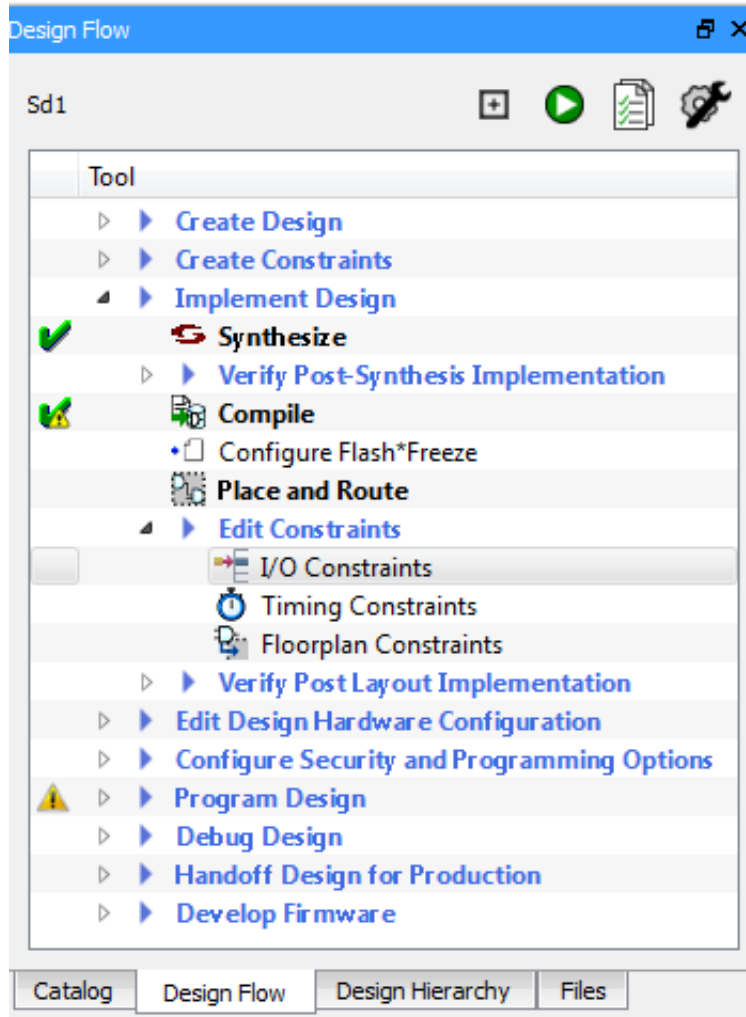 Design Flow
Sd1
Tool
Create Design
Create Constraints
Implement Design
Synthesize
Verify Post-Synthesis Implementation
Compile
Configure Flash*Freeze
Place and Route
Edit Constraints
I/O Constraints
Timing Constraints
Floorplan Constraints
Verify Post Layout Implementation
Edit Design Hardware Configuration
Configure Security and Programming Options
Program Design
Debug Design
Handoff Design for Production
Develop Firmware
Catalog Design Flow Design Hierarchy Files